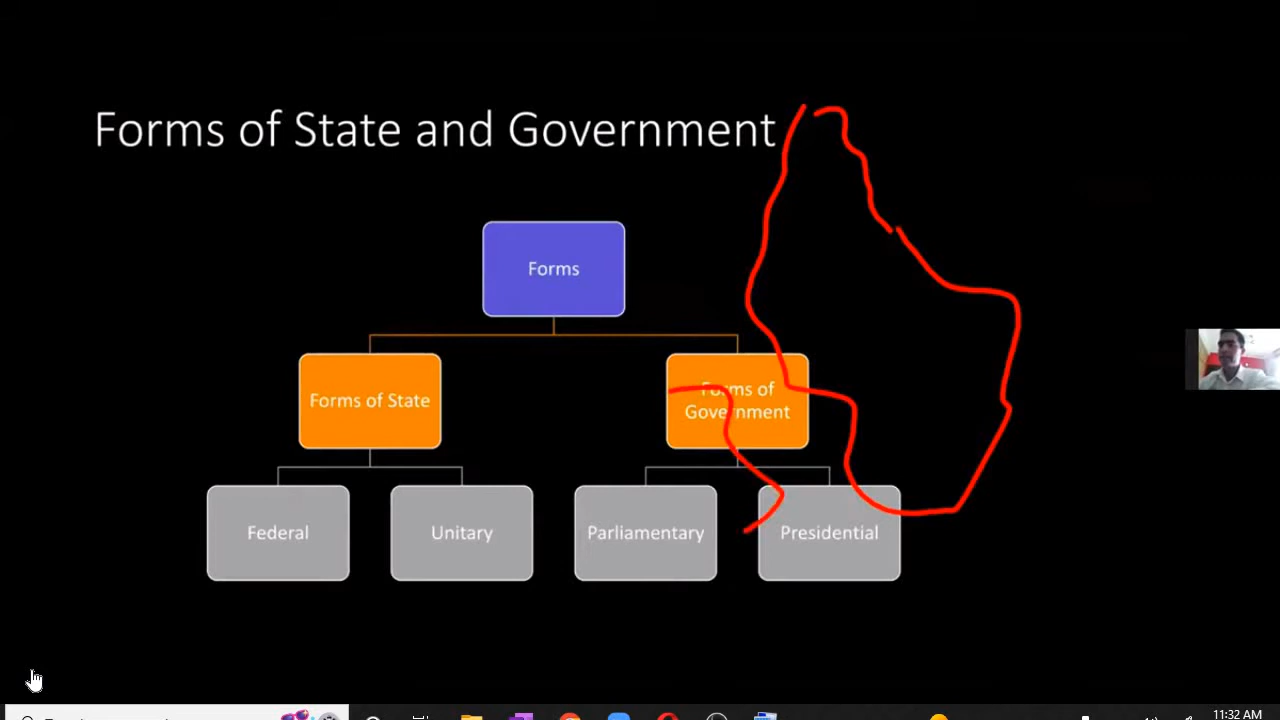 Forms of State and Government
Forms
Forms of State
Forms of
Government
Federal
Unitary
Parliamentary
Presidential
11:32 AM